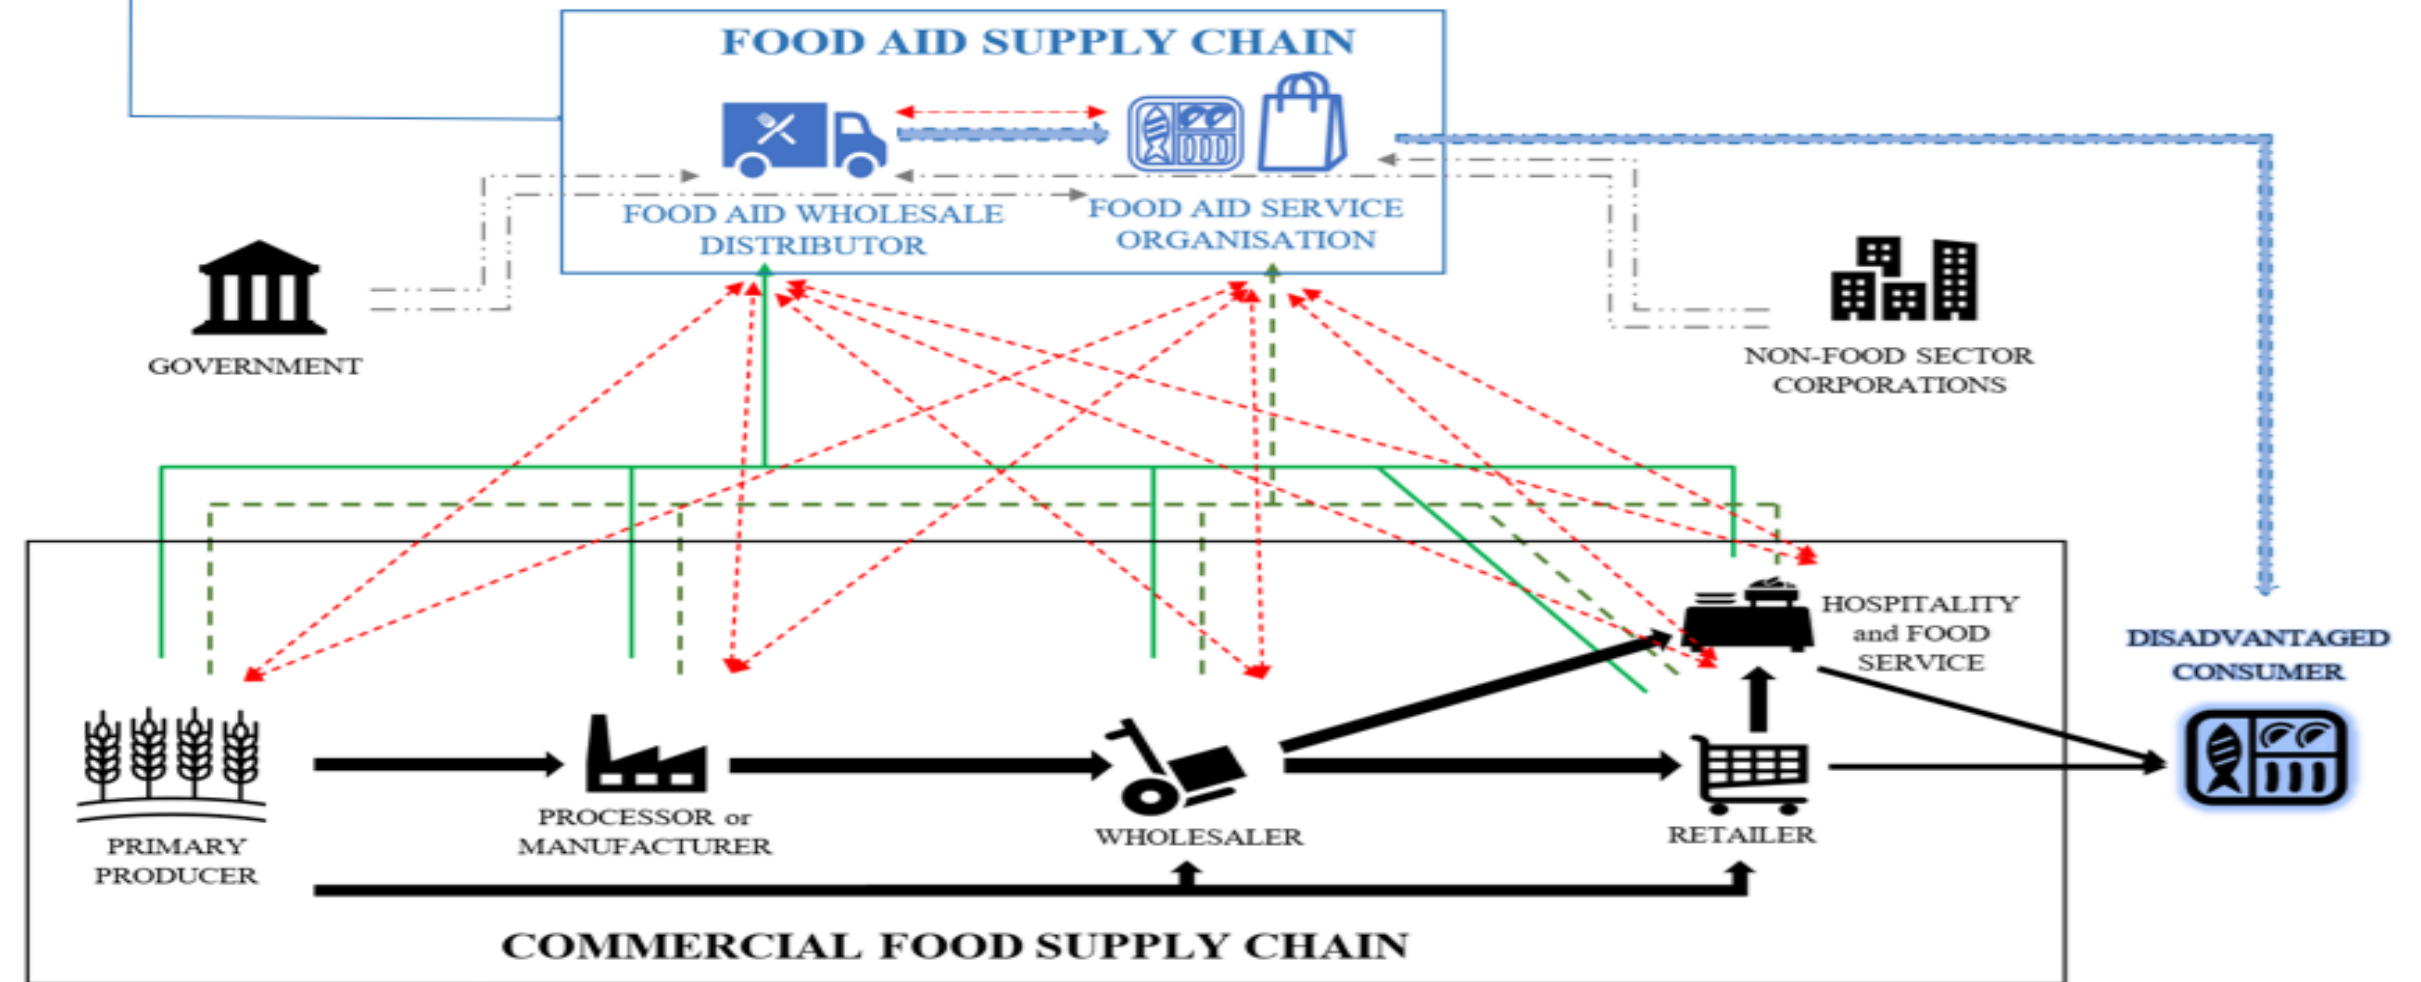 FOOD AID SUPPLY CHAIN
FOOD AID WHOLESALE
DISTRIBUTOR
FOOD AID SERVICE
ORGANISATION
GOVERNMENT
NON-FOOD SECTOR
CORPORATIONS
HOSPITALITY
and FOOD
SERVICE
DISADVANTAGED
CONSUMER
PRIMARY
PRODUCER
PROCESSOR or
MANUFACTURER
WHOLESALER
RETAILER
COMMERCIAL FOOD SUPPLY CHAIN